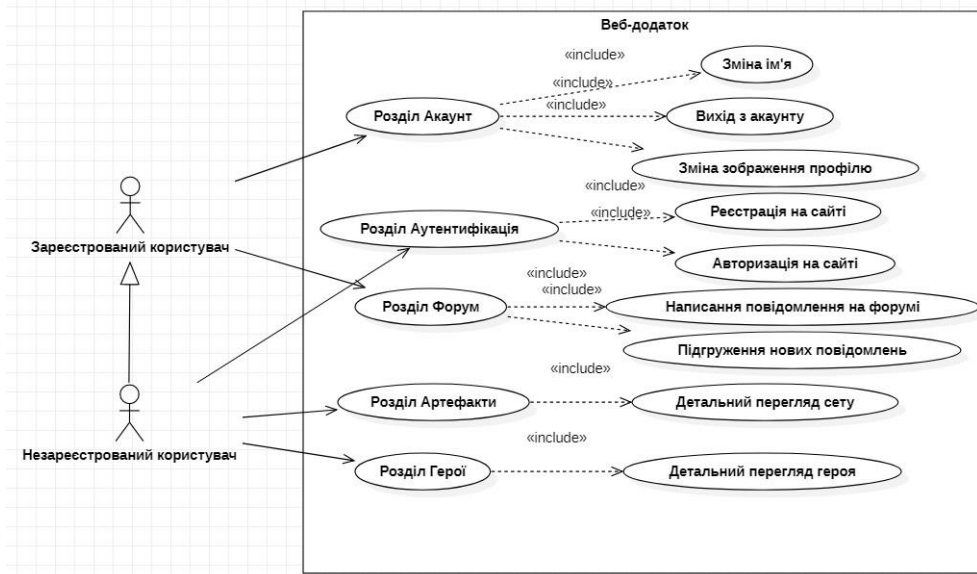 Веб-додаток
«include»
Зміна ім'я
«include»
«include»
Розділ Акаунт
Вихід з акаунту
Зміна зображення профілю
«include»
Реєстрація на сайті
«include»
Розділ Аутентифікація
Зареєстрований користувач
Авторизація на сайті
«include»
«include»
Розділ Форум
Написання повідомлення на форумі
Підгруження нових повідомлень
«include»
Розділ Артефакти
Детальний перегляд сету
«include»
Незареєстрований користувач
Розділ Герої
Детальний перегляд героя